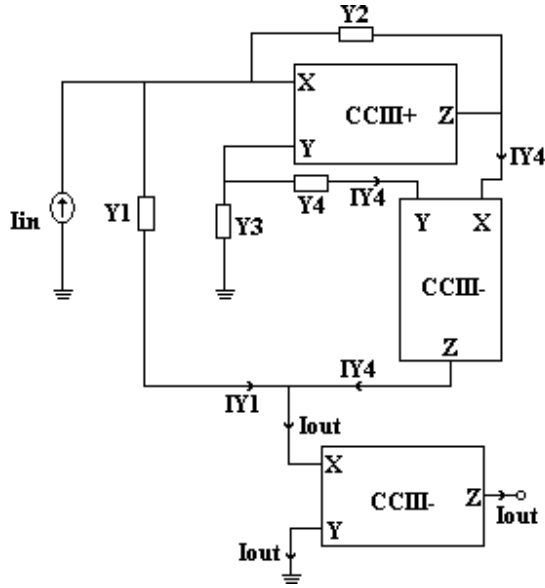 Y2
X
CCIII+
Z
Y
IY4
Y4
IY4
Iin
Y1
Y3
Y
X
CCIII-
Z
IY4
IY1
Iout
X
CCIII-
Z
Iout
Y
Iout